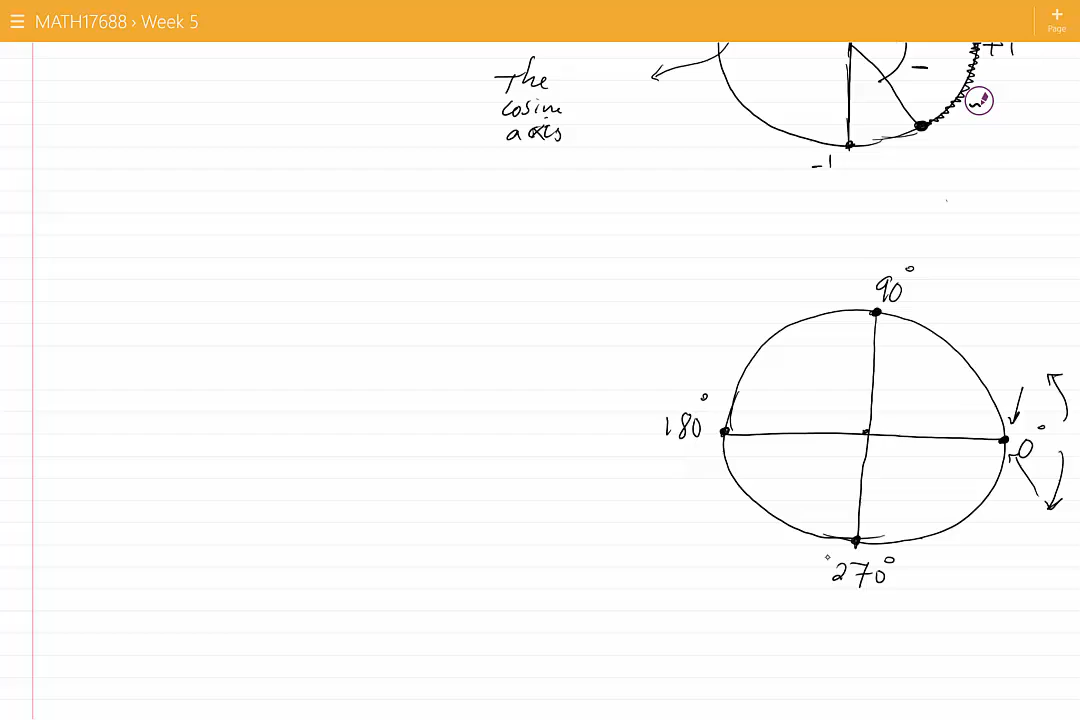 MATH17688 › Week 5
Page
+1
The
cosine
axis
-
-1
90°
180°
0°
270°